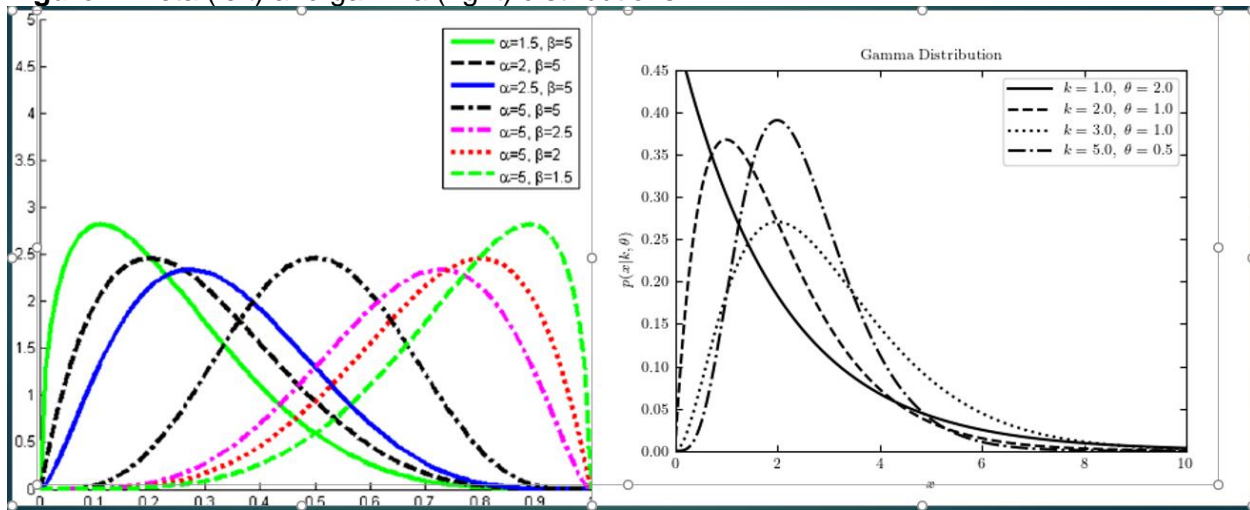 5
4.5
4
3.5
3
2.5
2
1.5
1
0.5
0
0 0.1 0.2 0.3 0.4 0.5 0.6 0.7 0.8 0.9
α=1.5, β=5
α=2, β=5
α=2.5, β=5
α=5, β=5
α=5, β=2.5
α=5, β=2
α=5, β=1.5
Gamma Distribution
0.45
0.40
0.35
0.30
0.25
0.20
0.15
0.10
0.05
0.00
p(x|k, θ)
k = 1.0, θ = 2.0
k = 2.0, θ = 1.0
k = 3.0, θ = 1.0
k = 5.0, θ = 0.5
0 2 4 6 8 10
x